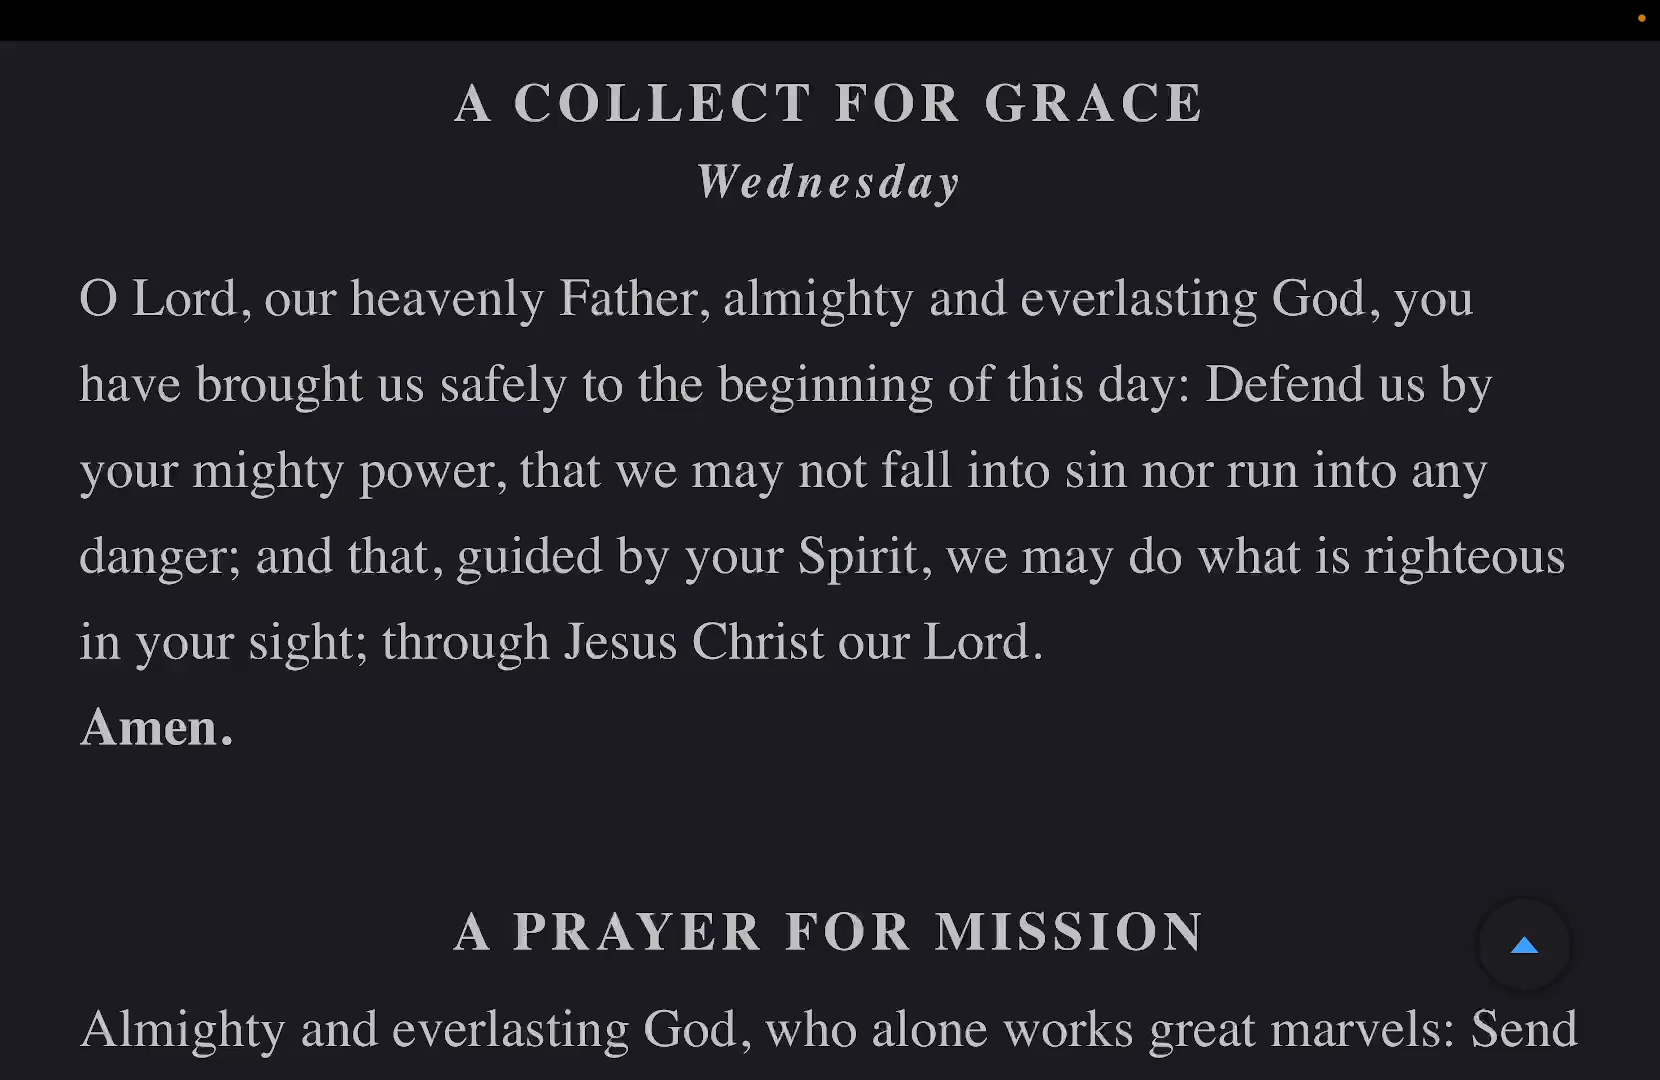 A COLLECT FOR GRACE
Wednesday
O Lord, our heavenly Father, almighty and everlasting God, you
have brought us safely to the beginning of this day: Defend us by
your mighty power, that we may not fall into sin nor run into any
danger; and that, guided by your Spirit, we may do what is righteous
in your sight; through Jesus Christ our Lord.
Amen.
A PRAYER FOR MISSION
Almighty and everlasting God, who alone works great marvels: Send